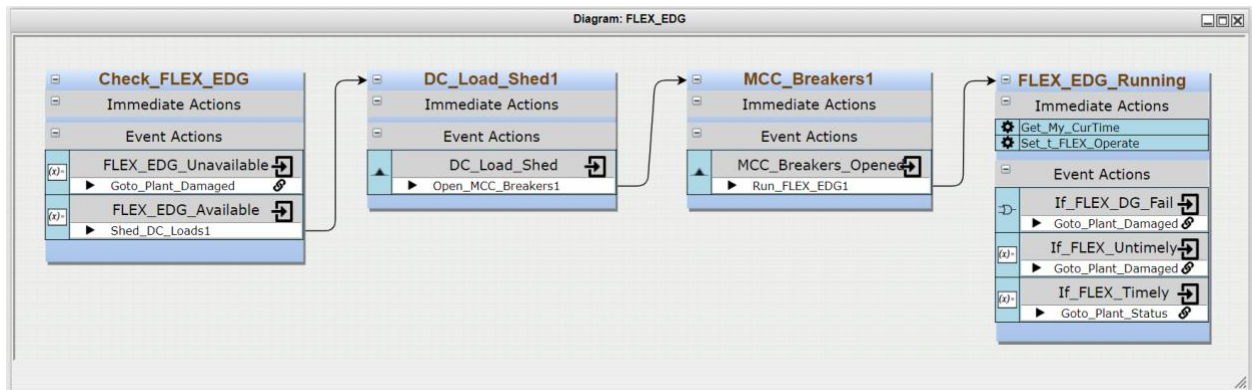 Diagram: FLEX_EDG
Check_FLEX_EDG
Immediate Actions
Event Actions
(x)=
FLEX_EDG_Unavailable
Goto_Plant_Damaged
(x)=
FLEX_EDG_Available
Shed_DC_Loads1
DC_Load_Shed1
Immediate Actions
Event Actions
DC_Load_Shed
Open_MCC_Breakers1
MCC_Breakers1
Immediate Actions
Event Actions
MCC_Breakers_Opened
Run_FLEX_EDG1
FLEX_EDG_Running
Immediate Actions
Get_My_CurTime
Set_t_FLEX_Operate
Event Actions
If_FLEX_DG_Fail
Goto_Plant_Damaged
(x)=
If_FLEX_Untimely
Goto_Plant_Damaged
(x)=
If_FLEX_Timely
Goto_Plant_Status